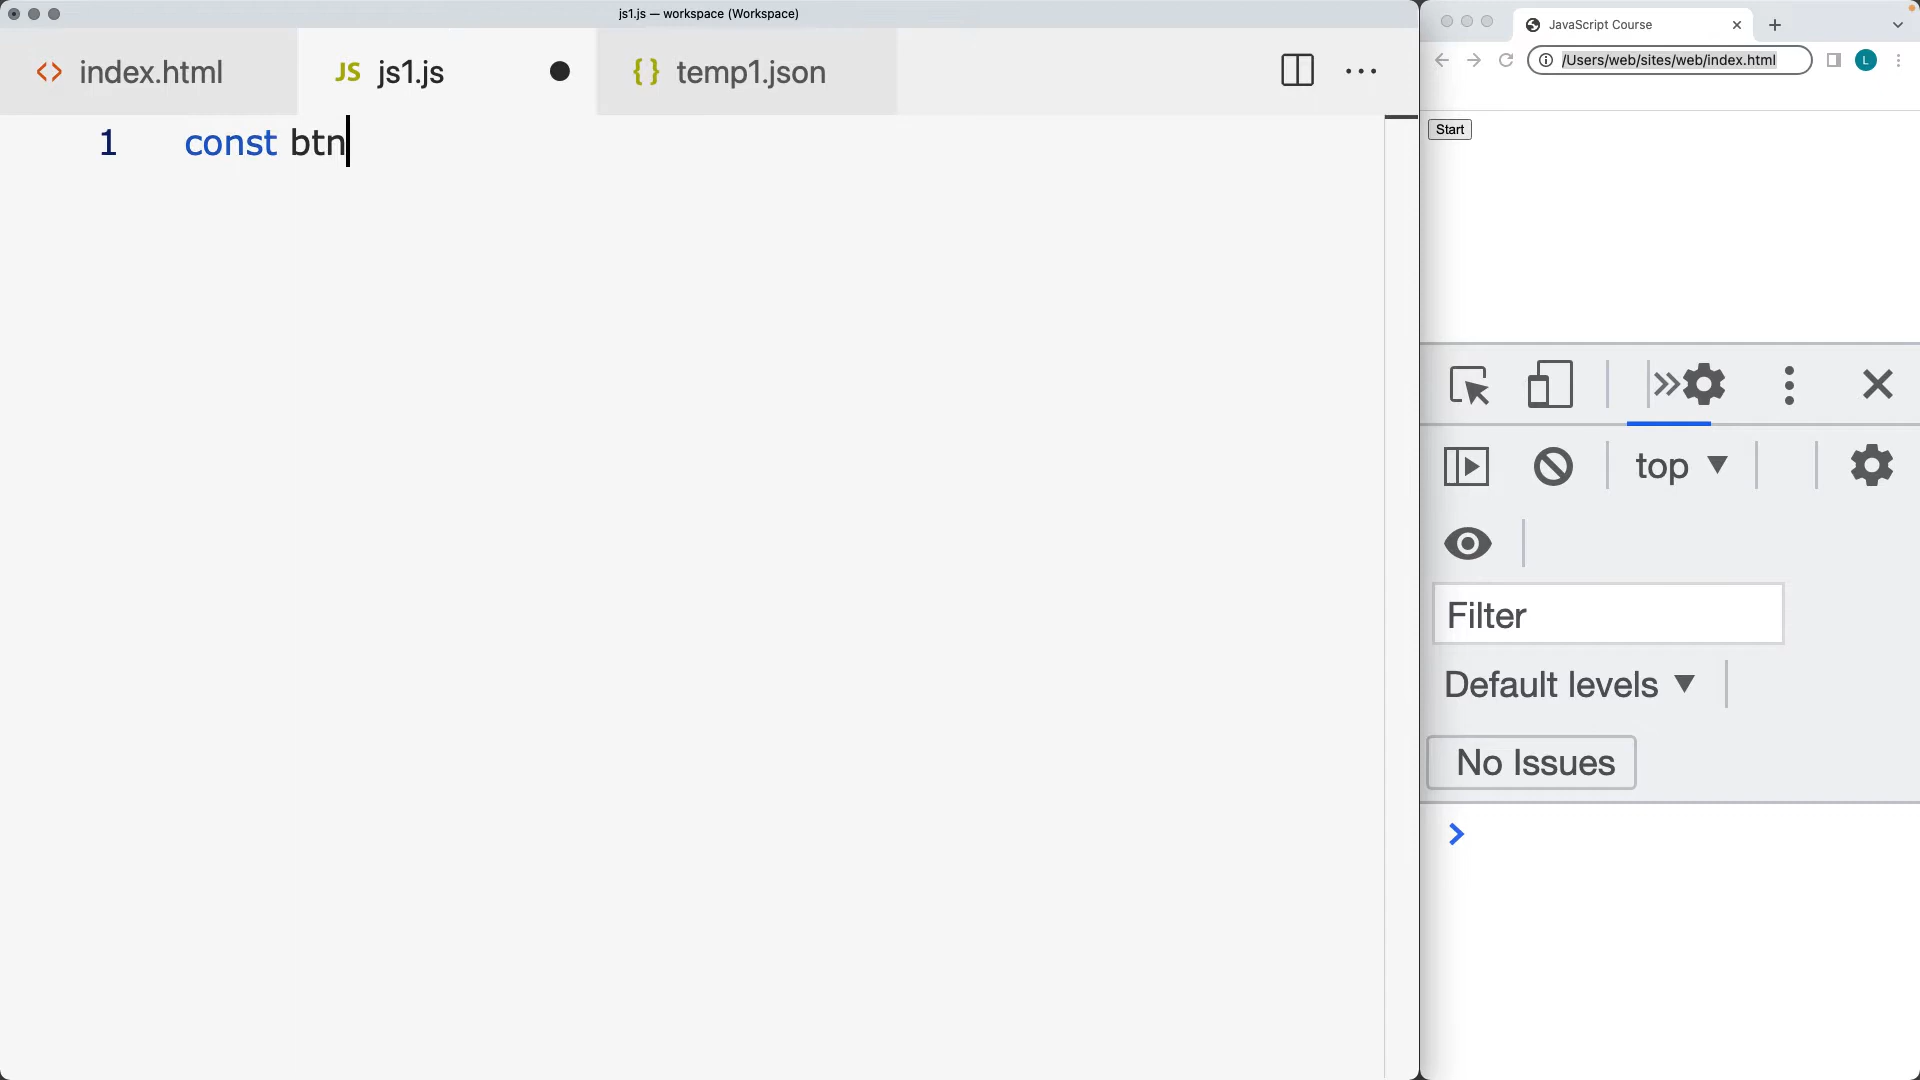 js1.js — workspace (Workspace)
<> index.html
JS js1.js
{} temp1.json
1 const btn
JavaScript Course
/Users/web/sites/web/index.html
L
Start
top
Filter
Default levels
No Issues